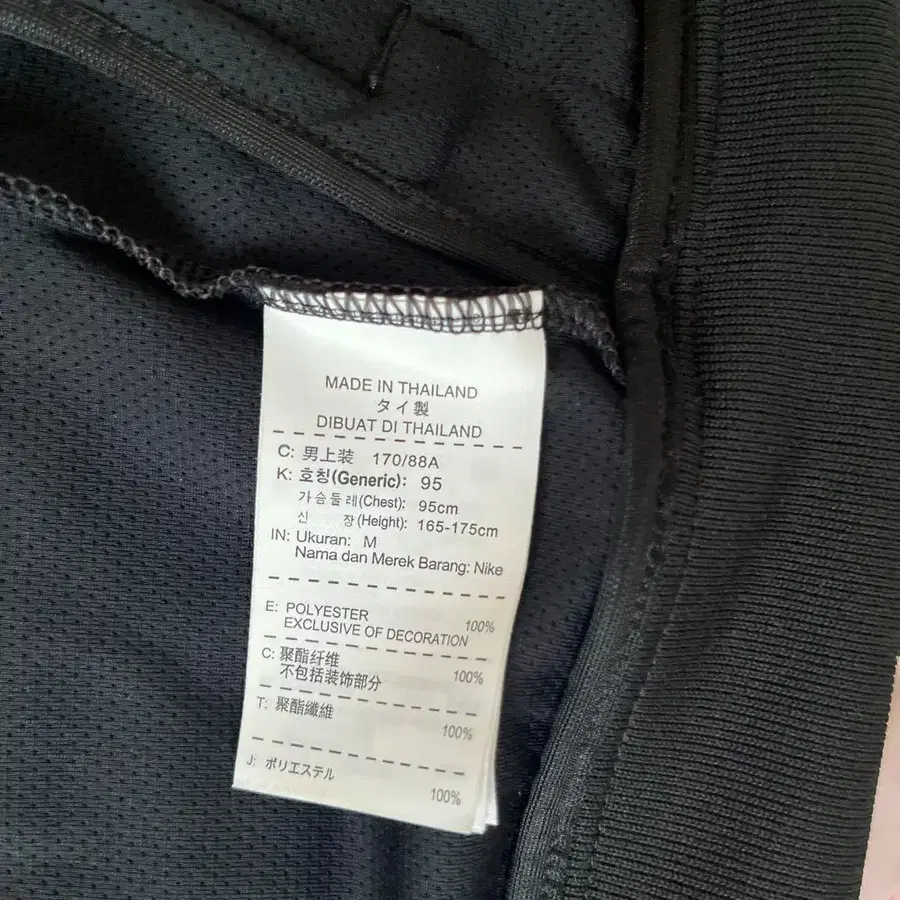 MADE IN THAILAND
タイ製
DIBUAT DI THAILAND
C: 男上装 170/88A
K: 호칭(Generic): 95
가슴둘레(Chest): 95cm
신 장(Height): 165-175cm
IN: Ukuran: M
Nama dan Merek Barang: Nike
E: POLYESTER 100%
EXCLUSIVE OF DECORATION
C: 聚酯纤维 100%
不包括装饰部分
T: 聚酯纖維 100%
J: ポリエステル 100%